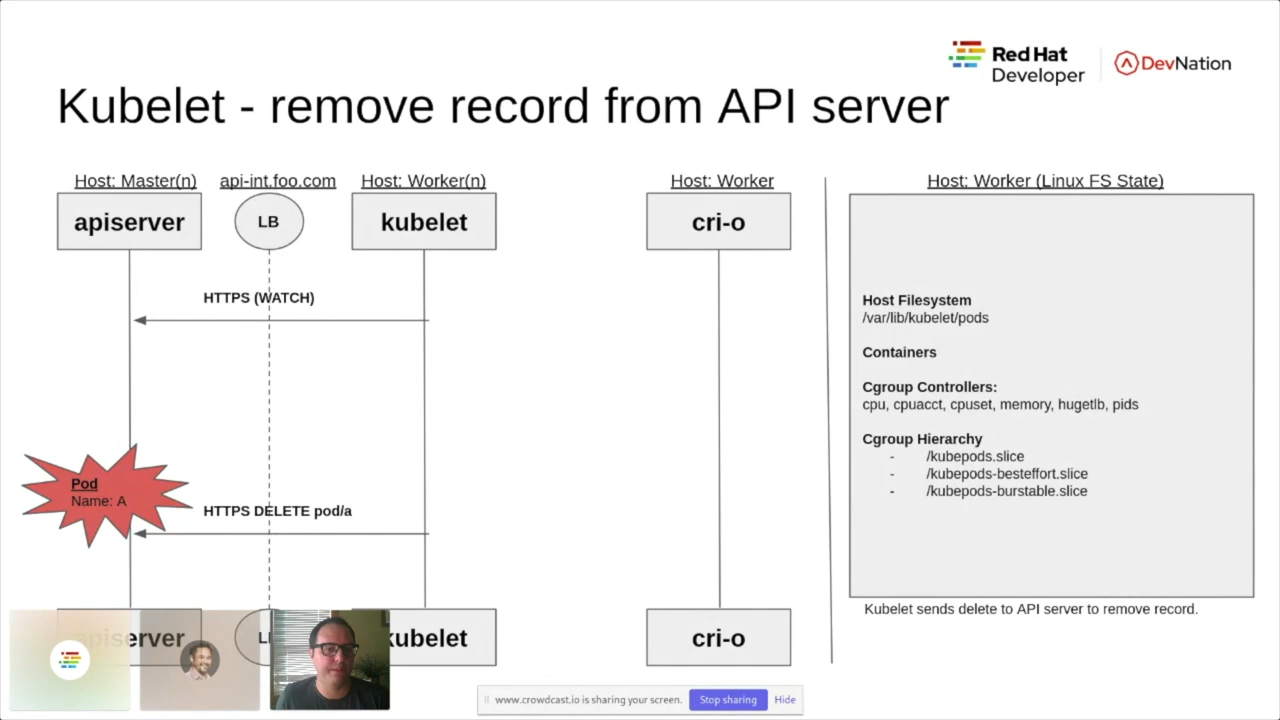 Red Hat
Developer
DevNation
Kubelet - remove record from API server
Host: Master(n)
api-int.foo.com
Host: Worker(n)
Host: Worker
Host: Worker (Linux FS State)
apiserver
LB
kubelet
cri-o
HTTPS (WATCH)
Host Filesystem
/var/lib/kubelet/pods
Containers
Cgroup Controllers:
cpu, cpuacct, cpuset, memory, hugetlb, pids
Cgroup Hierarchy
- /kubepods.slice
- /kubepods-besteffort.slice
- /kubepods-burstable.slice
Pod
Name: A
HTTPS DELETE pod/a
Kubelet sends delete to API server to remove record.
apiserver
L
kubelet
cri-o
www.crowdcast.io is sharing your screen.
Stop sharing
Hide